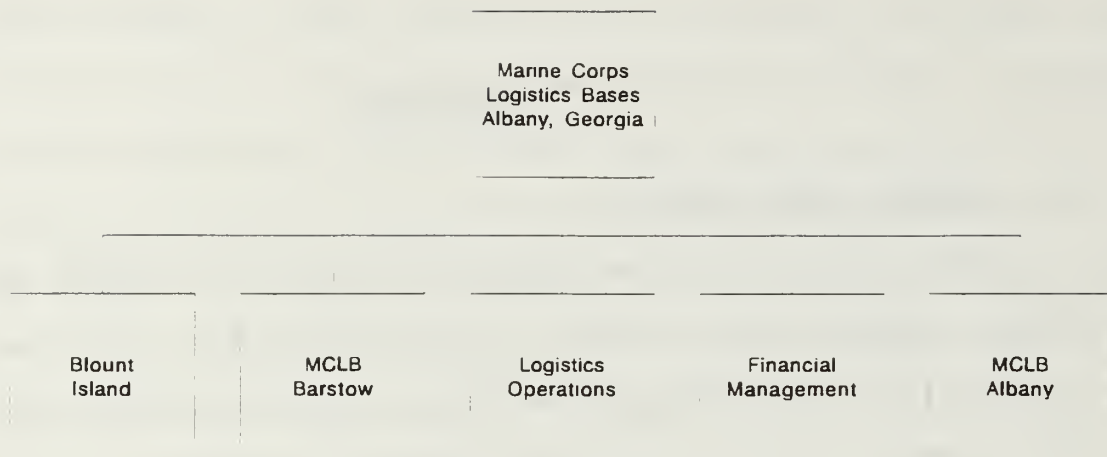 Marine Corps
Logistics Bases
Albany, Georgia
Blount
Island
MCLB
Barstow
Logistics
Operations
Financial
Management
MCLB
Albany